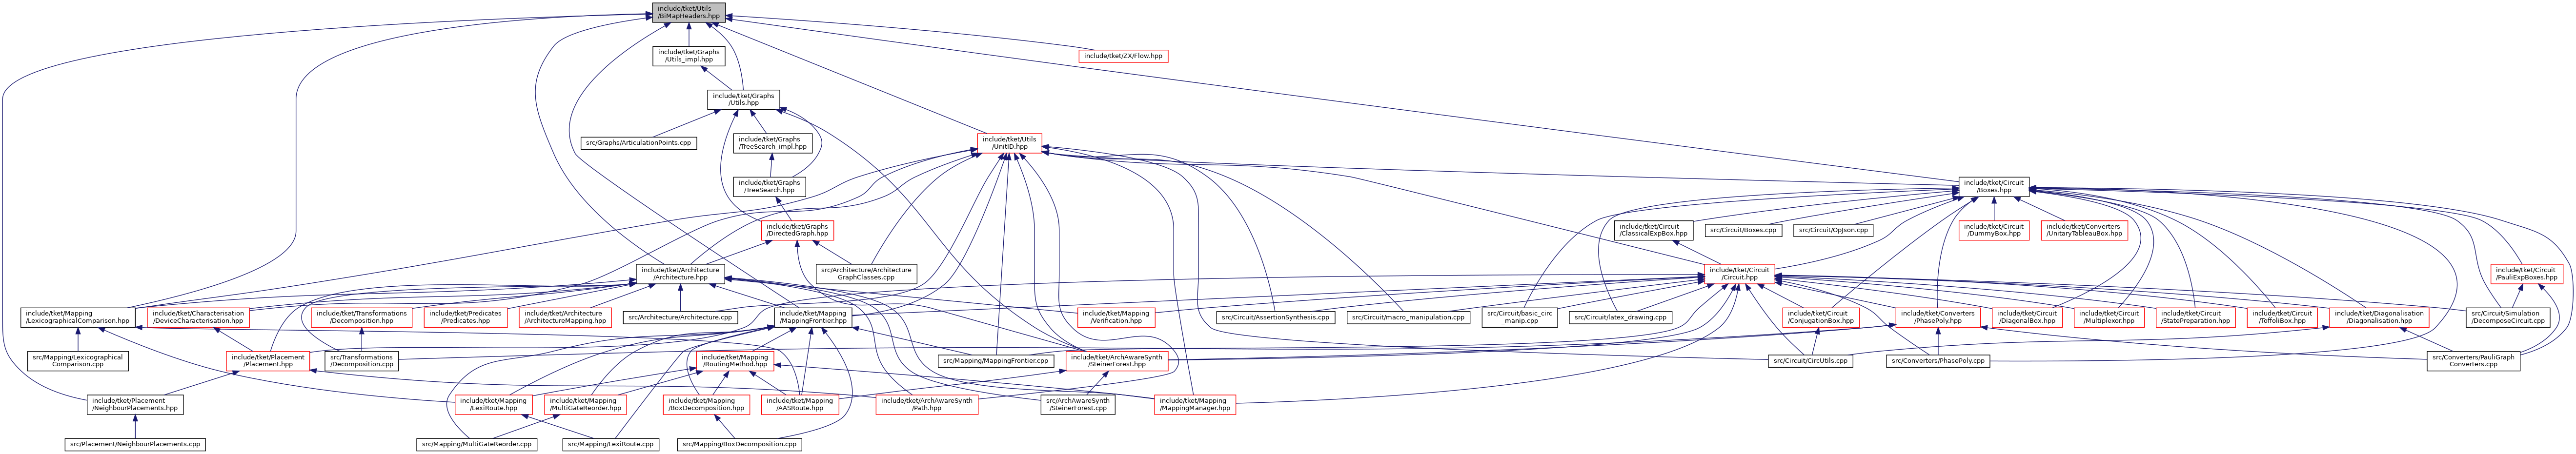 include/tket/Utils
/BiMapHeaders.hpp
include/tket/Graphs
/Utils_impl.hpp
include/tket/ZX/Flow.hpp
include/tket/Graphs
/Utils.hpp
src/Graphs/ArticulationPoints.cpp
include/tket/Graphs
/TreeSearch_impl.hpp
include/tket/Utils
/UnitID.hpp
include/tket/Graphs
/TreeSearch.hpp
include/tket/Circuit
/Boxes.hpp
include/tket/Graphs
/DirectedGraph.hpp
include/tket/Circuit
/ClassicalExpBox.hpp
src/Circuit/Boxes.cpp
src/Circuit/OpJson.cpp
include/tket/Circuit
/DummyBox.hpp
include/tket/Converters
/UnitaryTableauBox.hpp
include/tket/Architecture
/Architecture.hpp
src/Architecture/Architecture
GraphClasses.cpp
include/tket/Circuit
/Circuit.hpp
include/tket/Circuit
/PauliExpBoxes.hpp
include/tket/Mapping
/LexicographicalComparison.hpp
include/tket/Characterisation
/DeviceCharacterisation.hpp
include/tket/Transformations
/Decomposition.hpp
include/tket/Predicates
/Predicates.hpp
include/tket/Architecture
/ArchitectureMapping.hpp
src/Architecture/Architecture.cpp
include/tket/Mapping
/MappingFrontier.hpp
include/tket/Mapping
/Verification.hpp
src/Circuit/AssertionSynthesis.cpp
src/Circuit/macro_manipulation.cpp
src/Circuit/basic_circ
_manip.cpp
src/Circuit/latex_drawing.cpp
include/tket/Circuit
/ConjugationBox.hpp
include/tket/Converters
/PhasePoly.hpp
include/tket/Circuit
/DiagonalBox.hpp
include/tket/Circuit
/Multiplexor.hpp
include/tket/Circuit
/StatePreparation.hpp
include/tket/Circuit
/ToffoliBox.hpp
include/tket/Diagonalisation
/Diagonalisation.hpp
src/Circuit/Simulation
/DecomposeCircuit.cpp
src/Mapping/Lexicographical
Comparison.cpp
include/tket/Placement
/Placement.hpp
src/Transformations
/Decomposition.cpp
include/tket/Mapping
/RoutingMethod.hpp
src/Mapping/MappingFrontier.cpp
include/tket/ArchAwareSynth
/SteinerForest.hpp
src/Circuit/CircUtils.cpp
src/Converters/PhasePoly.cpp
src/Converters/PauliGraph
Converters.cpp
include/tket/Placement
/NeighbourPlacements.hpp
include/tket/Mapping
/LexiRoute.hpp
include/tket/Mapping
/MultiGateReorder.hpp
include/tket/Mapping
/BoxDecomposition.hpp
include/tket/Mapping
/AASRoute.hpp
include/tket/ArchAwareSynth
/Path.hpp
src/ArchAwareSynth
/SteinerForest.cpp
include/tket/Mapping
/MappingManager.hpp
src/Placement/NeighbourPlacements.cpp
src/Mapping/MultiGateReorder.cpp
src/Mapping/LexiRoute.cpp
src/Mapping/BoxDecomposition.cpp